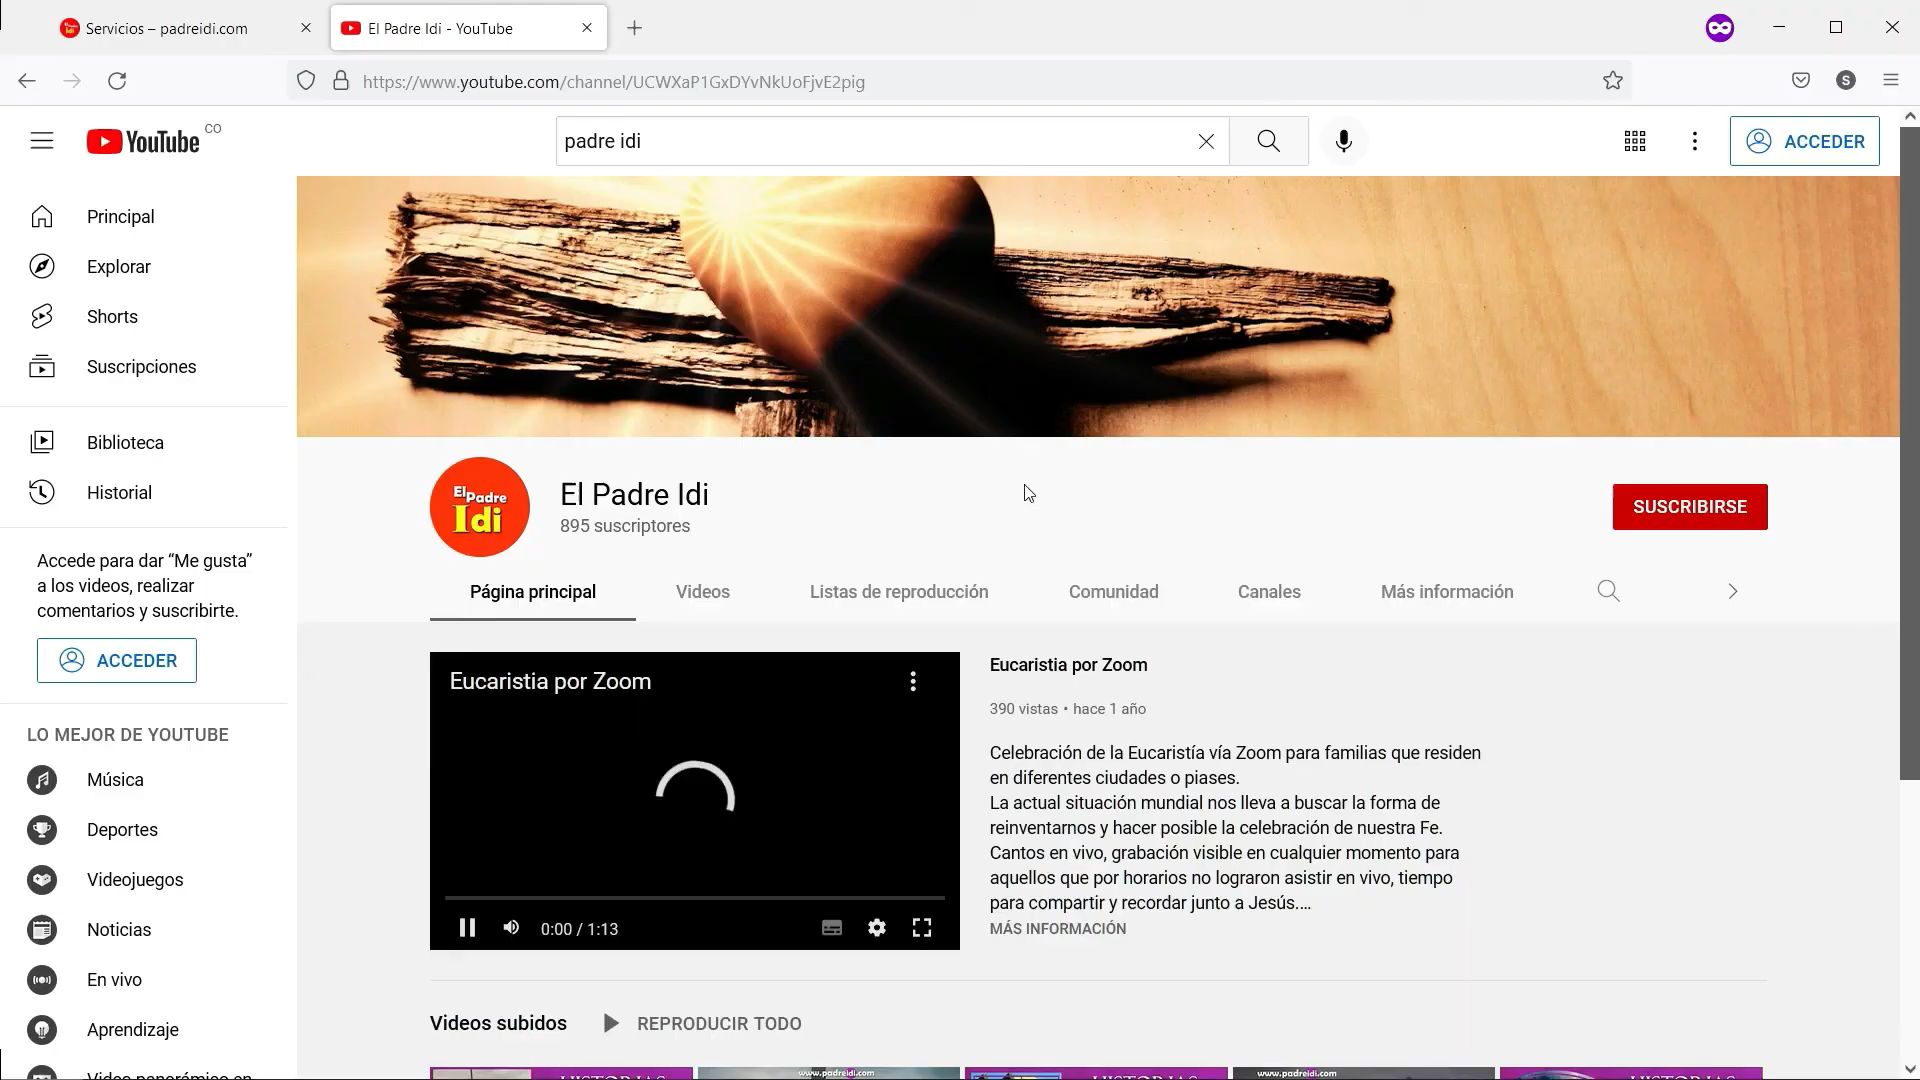 Servicios – padreidi.com
El Padre Idi - YouTube
https://www.youtube.com/channel/UCWXaP1GxDYvNkUoFjvE2pig
S
YouTube CO
padre idi
ACCEDER
Principal
Explorar
Shorts
Suscripciones
Biblioteca
Historial
Accede para dar “Me gusta”
a los videos, realizar
comentarios y suscribirte.
ACCEDER
LO MEJOR DE YOUTUBE
Música
Deportes
Videojuegos
Noticias
En vivo
Aprendizaje
Video panorámico en
El Padre Idi
El Padre Idi
895 suscriptores
SUSCRIBIRSE
Página principal
Videos
Listas de reproducción
Comunidad
Canales
Más información
Eucaristia por Zoom
0:00 / 1:13
Eucaristia por Zoom
390 vistas • hace 1 año
Celebración de la Eucaristía vía Zoom para familias que residen
en diferentes ciudades o piases.
La actual situación mundial nos lleva a buscar la forma de
reinventarnos y hacer posible la celebración de nuestra Fe.
Cantos en vivo, grabación visible en cualquier momento para
aquellos que por horarios no lograron asistir en vivo, tiempo
para compartir y recordar junto a Jesús....
MÁS INFORMACIÓN
Videos subidos
REPRODUCIR TODO
HISTORIAS
www.padreidi.com
HISTORIAS
www.padreidi.com
HISTORIAS